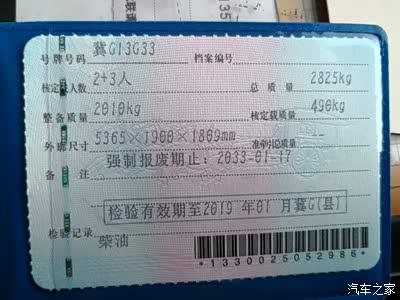 号牌号码 冀G13G33 档案编号
核定载人数 2+3人 总质量 2825kg
整备质量 2010kg 核定载质量 490kg
外廓尺寸 5365×1900×1809mm 准牵引总质量 --
备注 强制报废期止：2033-01-17
检验有效期至2019年01月冀G(县)
检验记录
柴油
*1330025052986*
汽车之家